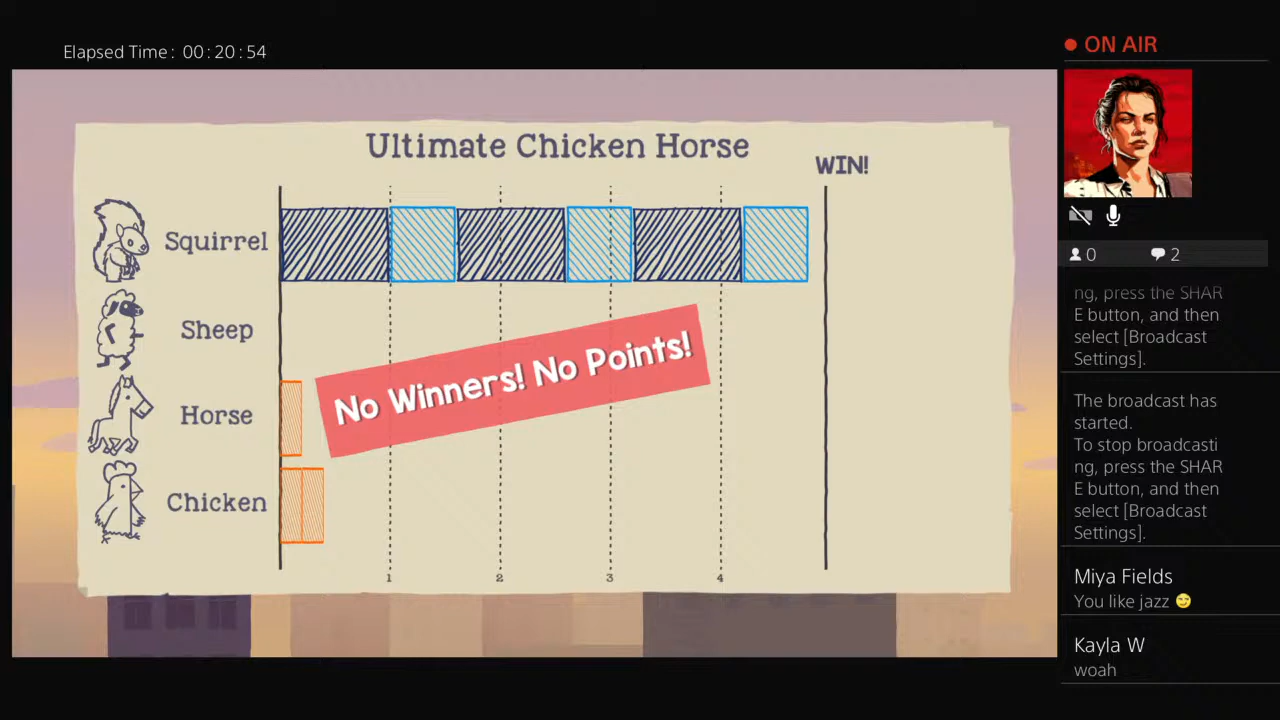 Elapsed Time: 00:20:54
ON AIR
Ultimate Chicken Horse
WIN!
Squirrel
Sheep
Horse
Chicken
No Winners! No Points!
1 2 3 4
0 2
ng, press the SHAR
E button, and then
select [Broadcast
Settings].
The broadcast has
started.
To stop broadcasti
ng, press the SHAR
E button, and then
select [Broadcast
Settings].
Miya Fields
You like jazz 😏
Kayla W
woah